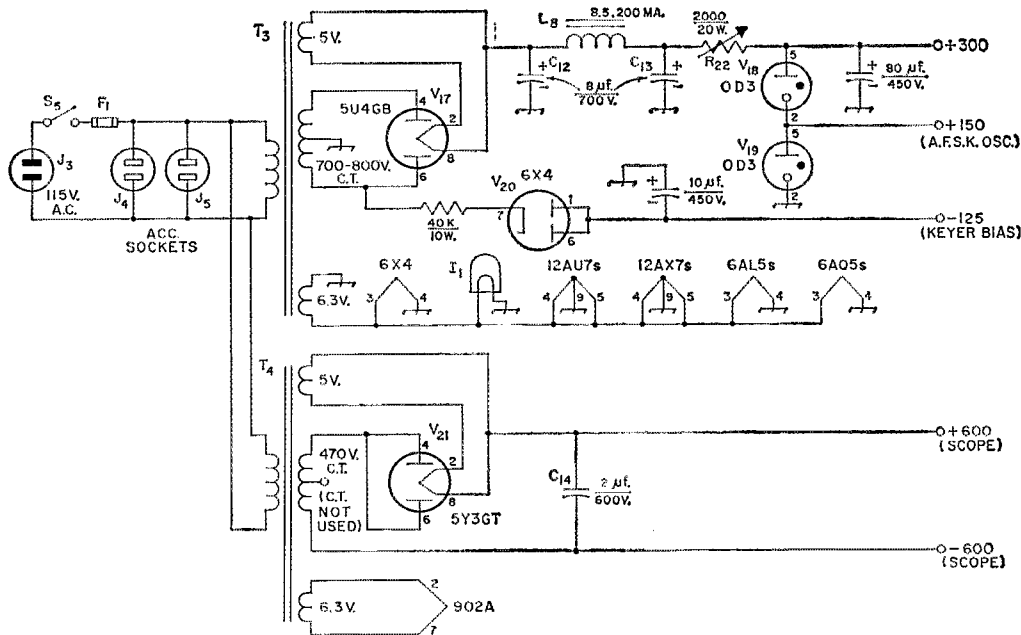 T3
5V.
V17
5U4GB
4
2
8
6
700-800V.
C.T.
L8
8.5, 200 MA.
C12
8 µf.
700V.
C13
2000
20W.
R22
V18
OD3
5
2
80 µf.
450V.
+300
+150
(A.F.S.K. OSC.)
V19
OD3
5
2
S5
F1
J3
115V.
A.C.
J4
J5
ACC.
SOCKETS
40K
10W.
V20
6X4
7
1
6
10 µf.
450V.
-125
(KEYER BIAS)
6.3V.
6X4
3
4
I1
12AU7s
4
9
5
12AX7s
4
9
5
6AL5s
3
4
6AQ5s
3
4
T4
5V.
470V.
C.T.
(C.T.
NOT
USED)
V21
4
2
8
6
5Y3GT
C14
2 µf.
600V.
+600
(SCOPE)
-600
(SCOPE)
6.3V.
2
902A
7